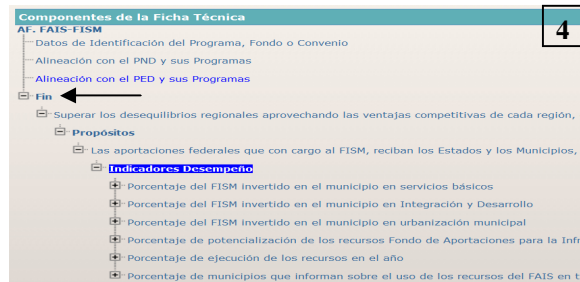 Componentes de la Ficha Técnica
4
AF. FAIS-FISM
Datos de Identificación del Programa, Fondo o Convenio
Alineación con el PND y sus Programas
Alineación con el PED y sus Programas
Fin
Superar los desequilibrios regionales aprovechando las ventajas competitivas de cada región,
Propósitos
Las aportaciones federales que con cargo al FISM, reciban los Estados y los Municipios,
Indicadores Desempeño
Porcentaje del FISM invertido en el municipio en servicios básicos
Porcentaje del FISM invertido en el municipio en Integración y Desarrollo
Porcentaje del FISM invertido en el municipio en urbanización municipal
Porcentaje de potencialización de los recursos Fondo de Aportaciones para la Infr
Porcentaje de ejecución de los recursos en el año
Porcentaje de municipios que informan sobre el uso de los recursos del FAIS en t